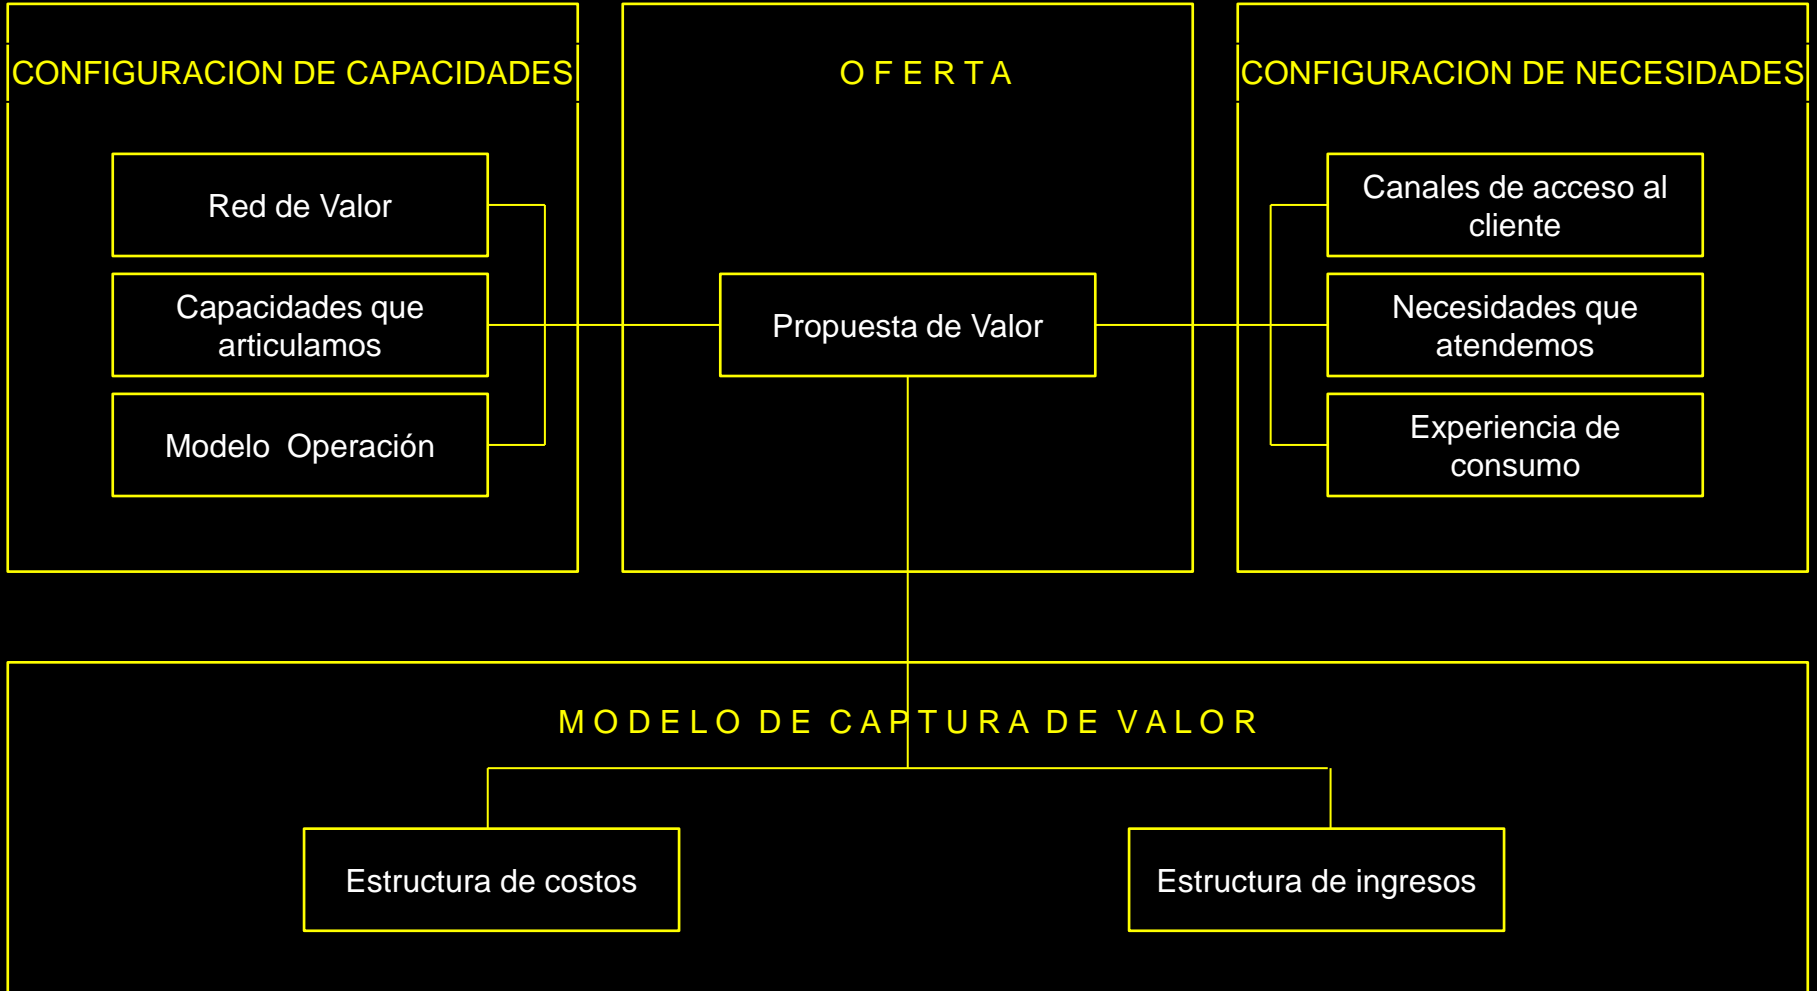 CONFIGURACION DE CAPACIDADES
Red de Valor
Capacidades que
articulamos
Modelo  Operación
O F E R T A
Propuesta de Valor
CONFIGURACION DE NECESIDADES
Canales de acceso al
cliente
Necesidades que
atendemos
Experiencia de
consumo
M O D E L O  D E  C A P T U R A  D E  V A L O R
Estructura de costos
Estructura de ingresos